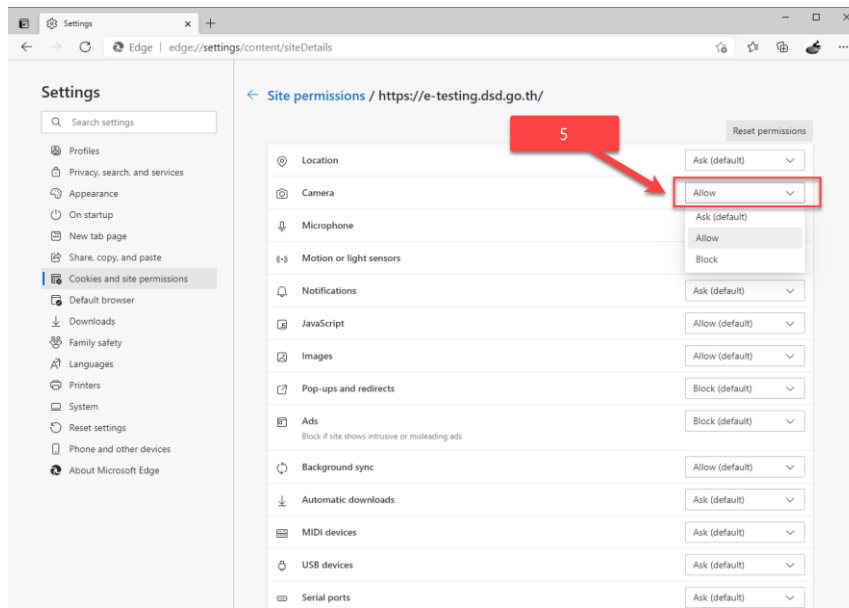 Settings
Edge | edge://settings/content/siteDetails
Settings
Search settings
Profiles
Privacy, search, and services
Appearance
On startup
New tab page
Share, copy, and paste
Cookies and site permissions
Default browser
Downloads
Family safety
Languages
Printers
System
Reset settings
Phone and other devices
About Microsoft Edge
Site permissions / https://e-testing.dsd.go.th/
5
Reset permissions
Location Ask (default)
Camera Allow
Ask (default)
Microphone
Allow
Motion or light sensors
Block
Notifications Ask (default)
JavaScript Allow (default)
Images Allow (default)
Pop-ups and redirects Block (default)
Ads Block (default)
Block if site shows intrusive or misleading ads
Background sync Allow (default)
Automatic downloads Ask (default)
MIDI devices Ask (default)
USB devices Ask (default)
Serial ports Ask (default)